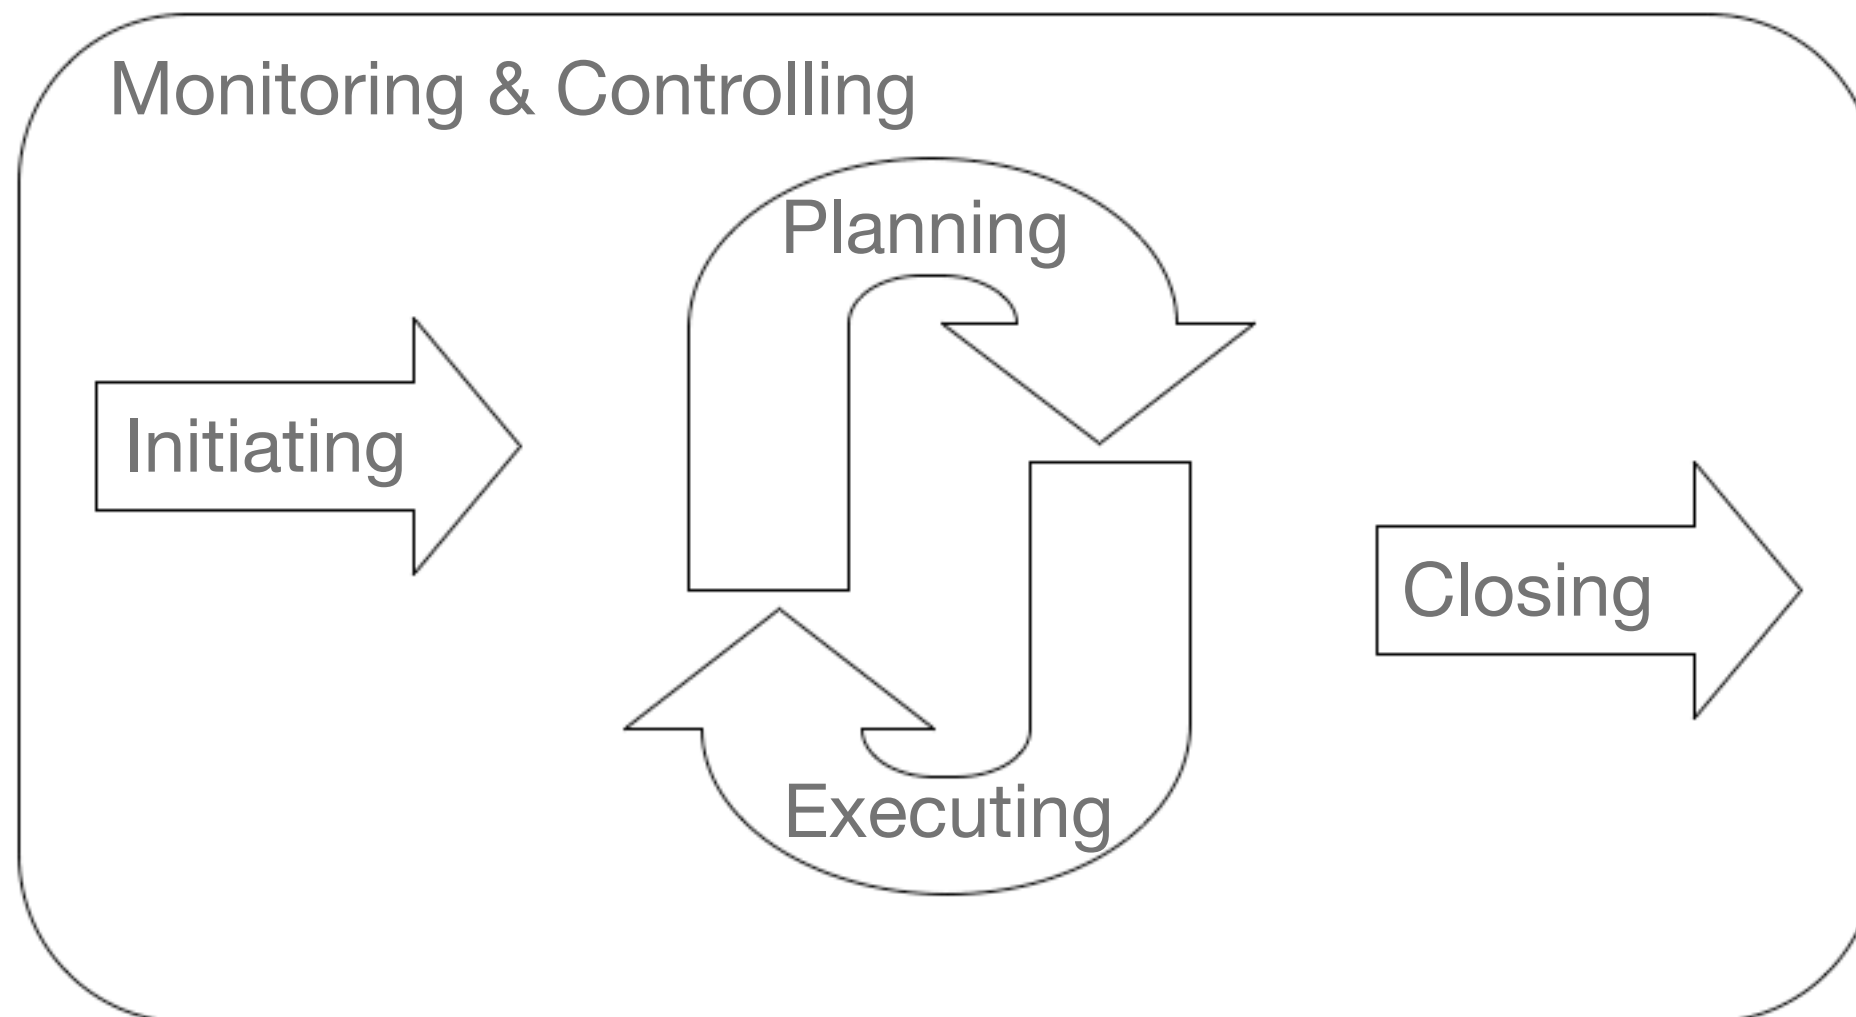 Monitoring & Controlling
Planning
Initiating
Closing
Executing